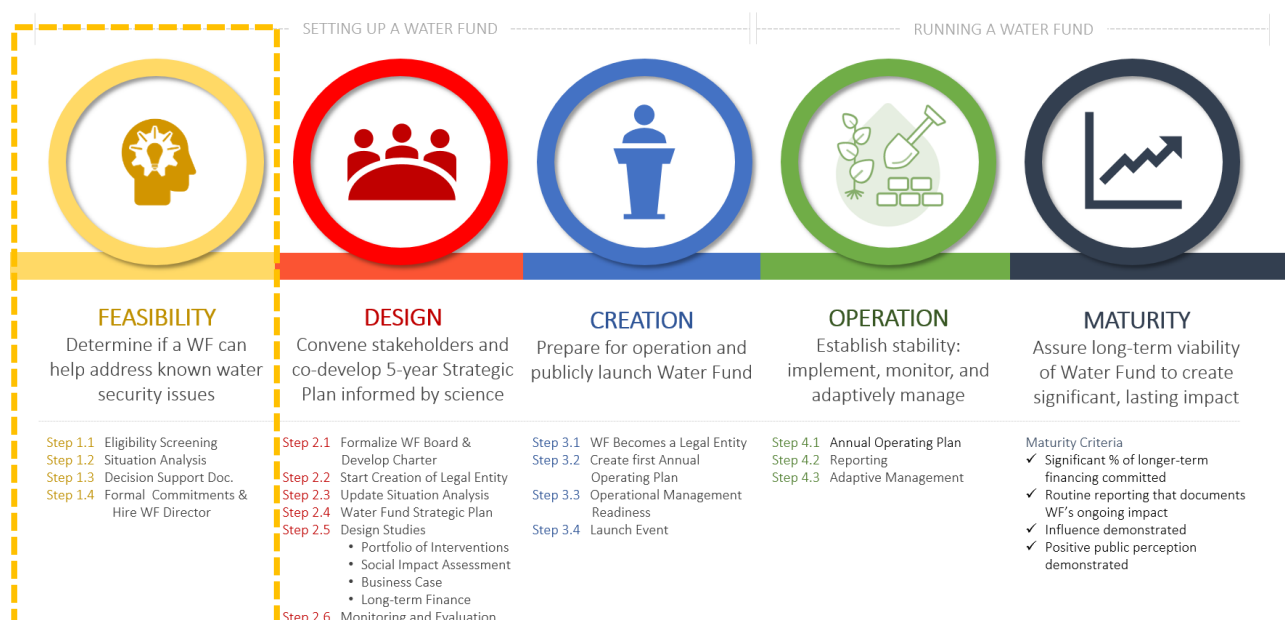 SETTING UP A WATER FUND
RUNNING A WATER FUND
FEASIBILITY
Determine if a WF can
help address known water
security issues
Step 1.1 Eligibility Screening
Step 1.2 Situation Analysis
Step 1.3 Decision Support Doc.
Step 1.4 Formal Commitments &
Hire WF Director
DESIGN
Convene stakeholders and
co-develop 5-year Strategic
Plan informed by science
Step 2.1 Formalize WF Board &
Develop Charter
Step 2.2 Start Creation of Legal Entity
Step 2.3 Update Situation Analysis
Step 2.4 Water Fund Strategic Plan
Step 2.5 Design Studies
• Portfolio of Interventions
• Social Impact Assessment
• Business Case
• Long-term Finance
Step 2.6 Monitoring and Evaluation
CREATION
Prepare for operation and
publicly launch Water Fund
Step 3.1 WF Becomes a Legal Entity
Step 3.2 Create first Annual
Operating Plan
Step 3.3 Operational Management
Readiness
Step 3.4 Launch Event
OPERATION
Establish stability:
implement, monitor, and
adaptively manage
Step 4.1 Annual Operating Plan
Step 4.2 Reporting
Step 4.3 Adaptive Management
MATURITY
Assure long-term viability
of Water Fund to create
significant, lasting impact
Maturity Criteria
✓ Significant % of longer-term
financing committed
✓ Routine reporting that documents
WF's ongoing impact
✓ Influence demonstrated
✓ Positive public perception
demonstrated